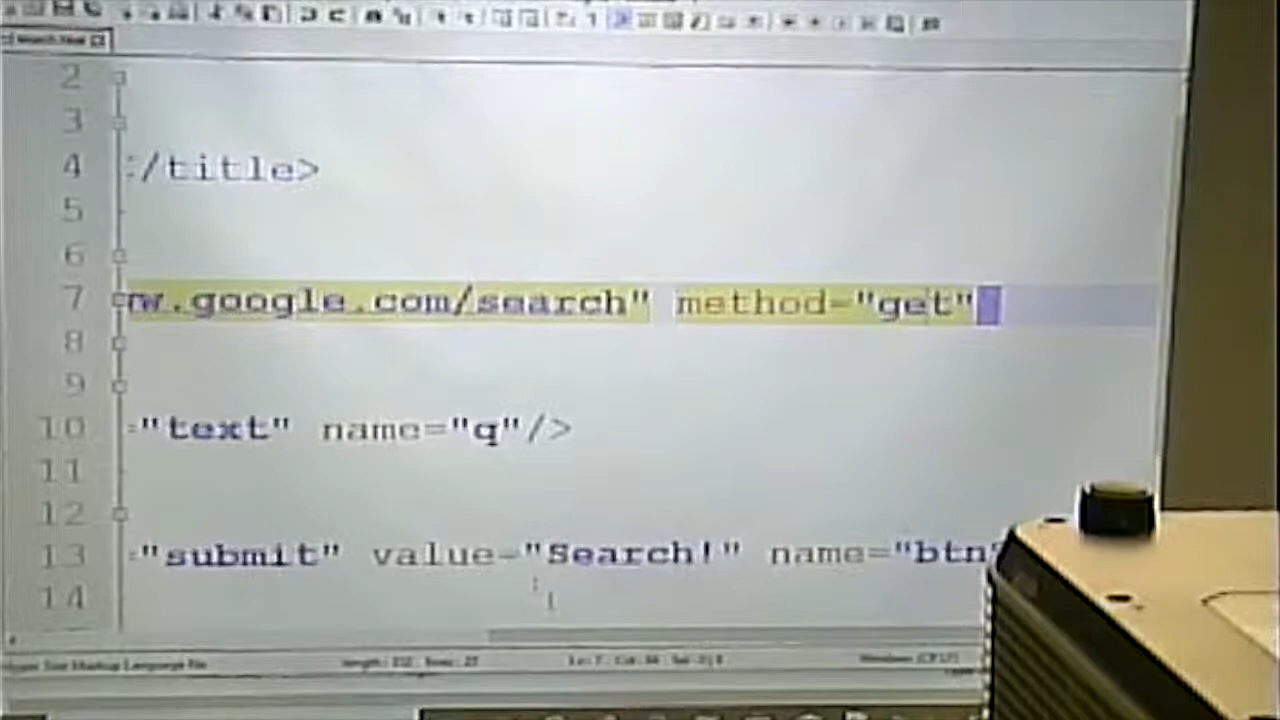 2
3
4 /title>
5
6
7 w.google.com/search" method="get"
8
9
10 ="text" name="q"/>
11
12
13 ="submit" value="Search!" name="btn
14